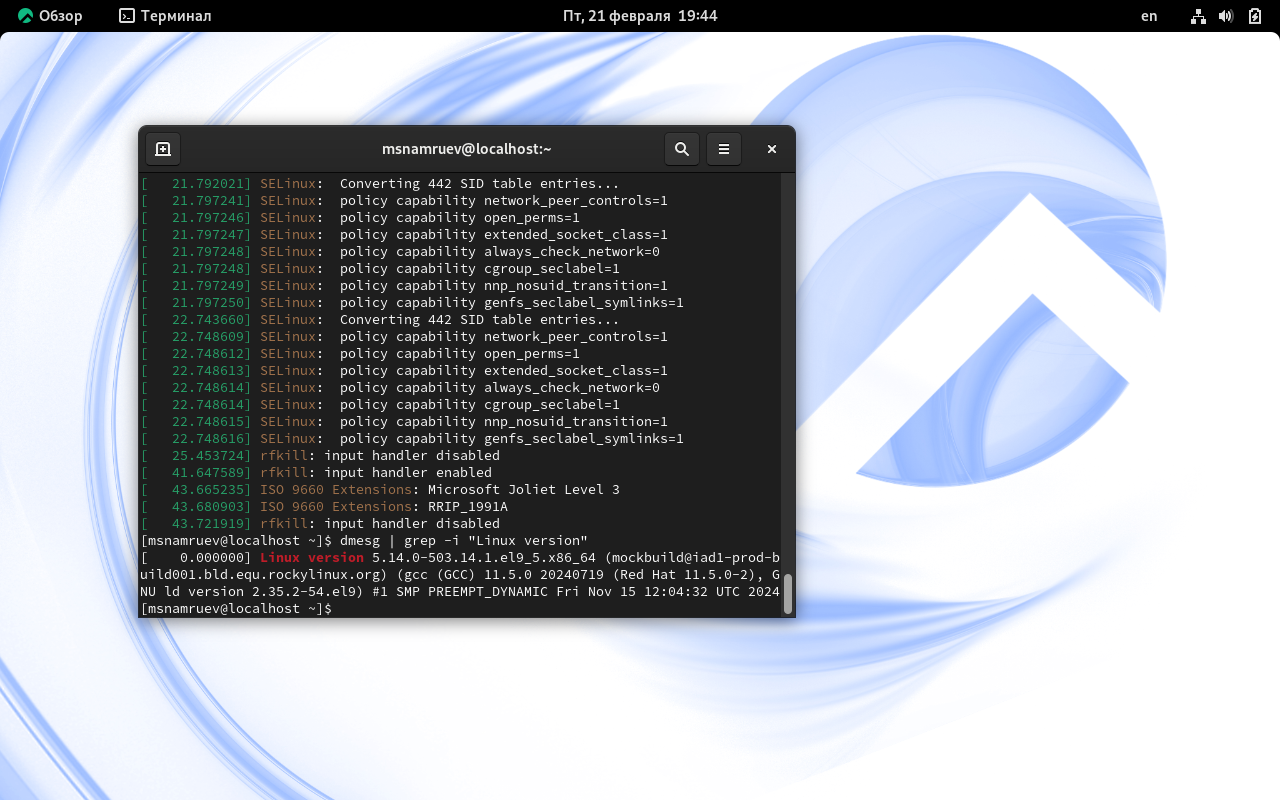 Обзор Терминал Пт, 21 февраля 19:44 en
msnamruev@localhost:~
[   21.792021] SELinux:  Converting 442 SID table entries...
[   21.797241] SELinux:  policy capability network_peer_controls=1
[   21.797246] SELinux:  policy capability open_perms=1
[   21.797247] SELinux:  policy capability extended_socket_class=1
[   21.797248] SELinux:  policy capability always_check_network=0
[   21.797248] SELinux:  policy capability cgroup_seclabel=1
[   21.797249] SELinux:  policy capability nnp_nosuid_transition=1
[   21.797250] SELinux:  policy capability genfs_seclabel_symlinks=1
[   22.743660] SELinux:  Converting 442 SID table entries...
[   22.748609] SELinux:  policy capability network_peer_controls=1
[   22.748612] SELinux:  policy capability open_perms=1
[   22.748613] SELinux:  policy capability extended_socket_class=1
[   22.748614] SELinux:  policy capability always_check_network=0
[   22.748614] SELinux:  policy capability cgroup_seclabel=1
[   22.748615] SELinux:  policy capability nnp_nosuid_transition=1
[   22.748616] SELinux:  policy capability genfs_seclabel_symlinks=1
[   25.453724] rfkill: input handler disabled
[   41.647589] rfkill: input handler enabled
[   43.665235] ISO 9660 Extensions: Microsoft Joliet Level 3
[   43.680903] ISO 9660 Extensions: RRIP_1991A
[   43.721919] rfkill: input handler disabled
[msnamruev@localhost ~]$ dmesg | grep -i "Linux version"
[    0.000000] Linux version 5.14.0-503.14.1.el9_5.x86_64 (mockbuild@iad1-prod-b
uild001.bld.equ.rockylinux.org) (gcc (GCC) 11.5.0 20240719 (Red Hat 11.5.0-2), G
NU ld version 2.35.2-54.el9) #1 SMP PREEMPT_DYNAMIC Fri Nov 15 12:04:32 UTC 2024
[msnamruev@localhost ~]$